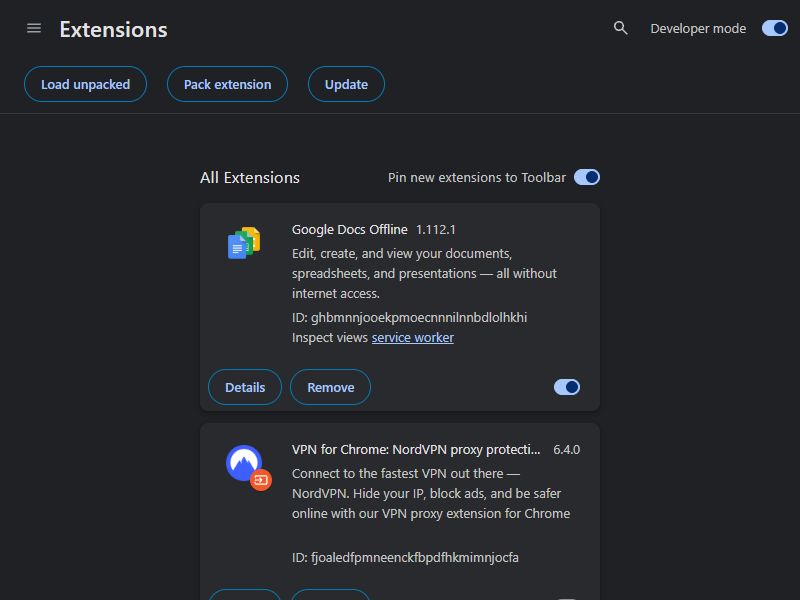 Extensions
Developer mode
Load unpacked
Pack extension
Update
All Extensions
Pin new extensions to Toolbar
Google Docs Offline 1.112.1
Edit, create, and view your documents,
spreadsheets, and presentations — all without
internet access.
ID: ghbmnnjooekpmoecnnnilnnbdlolhkhi
Inspect views service worker
Details
Remove
VPN for Chrome: NordVPN proxy protecti... 6.4.0
Connect to the fastest VPN out there —
NordVPN. Hide your IP, block ads, and be safer
online with our VPN proxy extension for Chrome
ID: fjoaledfpmneenckfbpdfhkmimnjocfa